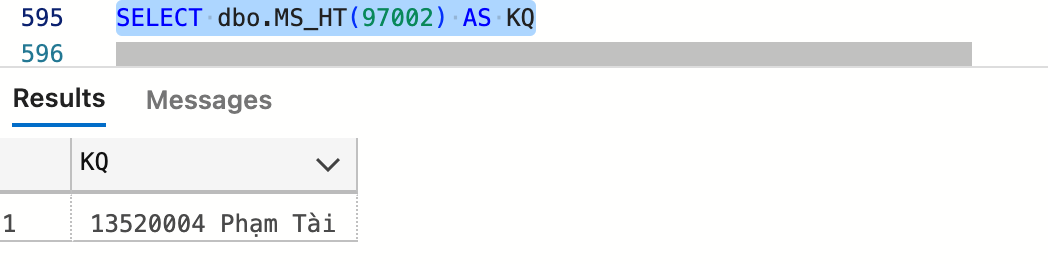 595 SELECT dbo.MS_HT(97002) AS KQ
596
Results Messages
KQ
1 13520004 Phạm Tài